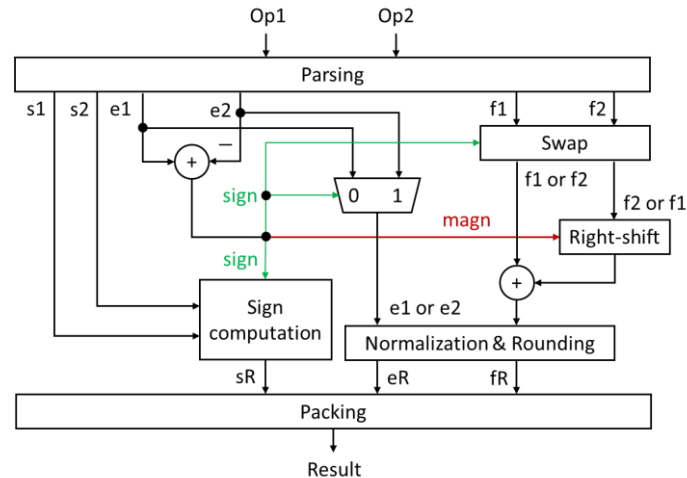 Op1 Op2
Parsing
s1 s2 e1 e2 f1 f2
−
+
Swap
sign 0 1
f1 or f2
f2 or f1
magn
Right-shift
sign
+
Sign
computation
e1 or e2
Normalization & Rounding
sR eR fR
Packing
Result